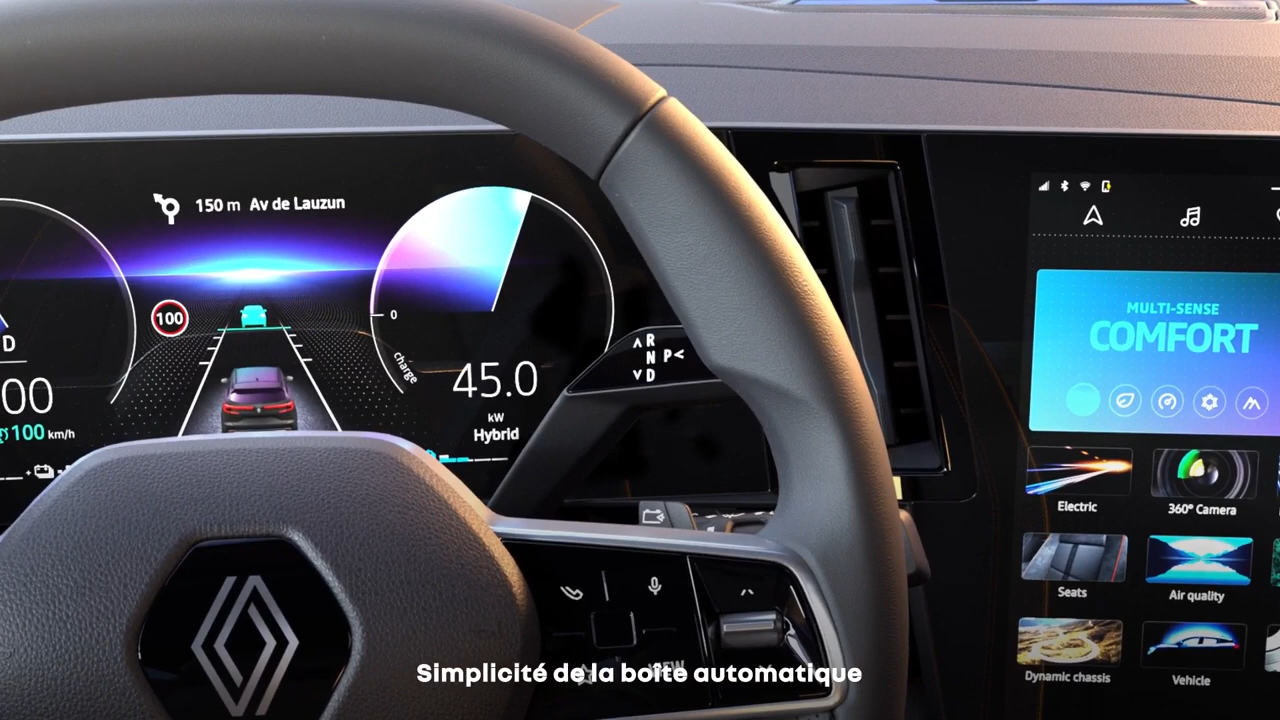 150 m Av de Lauzun
100
0
charge
D
00
100 km/h
45.0
kW
Hybrid
R
N P<
D
MULTI-SENSE
COMFORT
Electric
360° Camera
Seats
Air quality
Dynamic chassis
Vehicle
Simplicité de la boîte automatique